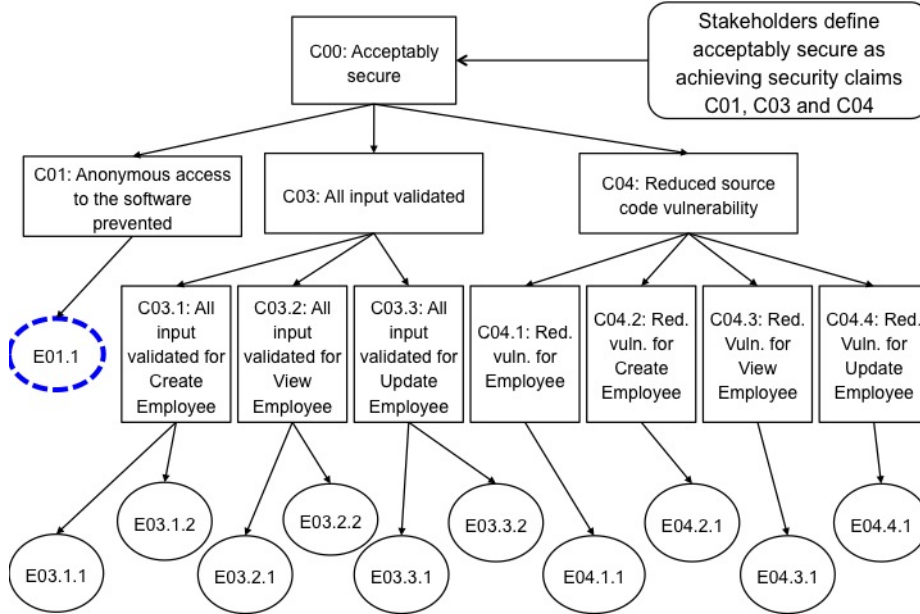 Stakeholders define
acceptably secure as
achieving security claims
C01, C03 and C04
C00: Acceptably
secure
C01: Anonymous access
to the software
prevented
C03: All input validated
C04: Reduced source
code vulnerability
E01.1
C03.1: All
input
validated for
Create
Employee
C03.2: All
input
validated for
View
Employee
C03.3: All
input
validated for
Update
Employee
C04.1: Red.
vuln. for
Employee
C04.2: Red.
vuln. for
Create
Employee
C04.3: Red.
Vuln. for
View
Employee
C04.4: Red.
Vuln. for
Update
Employee
E03.1.1
E03.1.2
E03.2.1
E03.2.2
E03.3.1
E03.3.2
E04.1.1
E04.2.1
E04.3.1
E04.4.1